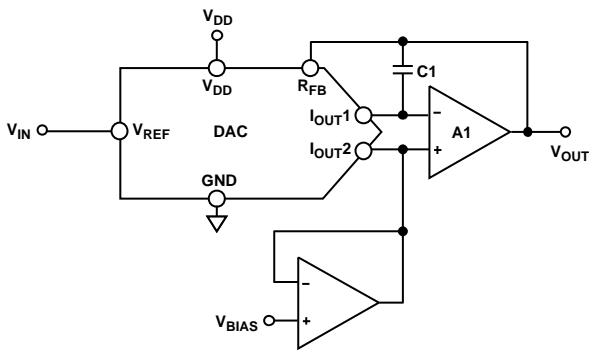 VDD
VDD
RFB
C1
IOUT1
VIN
VREF
DAC
A1
IOUT2
VOUT
GND
VBIAS